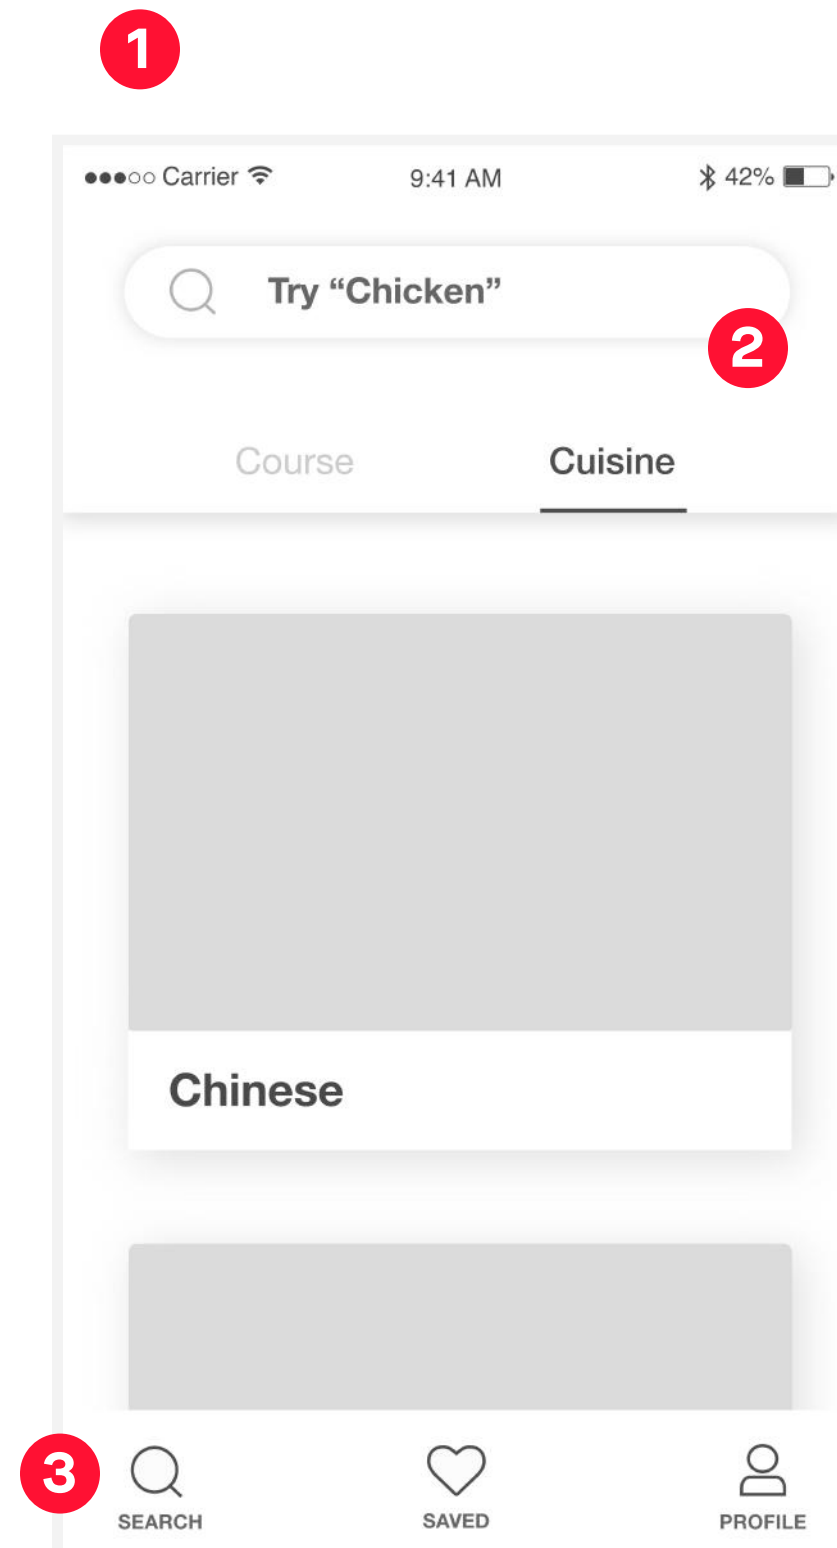 1
Carrier 9:41 AM 42%
Try “Chicken”
2
Course Cuisine
Chinese
3
SEARCH SAVED PROFILE